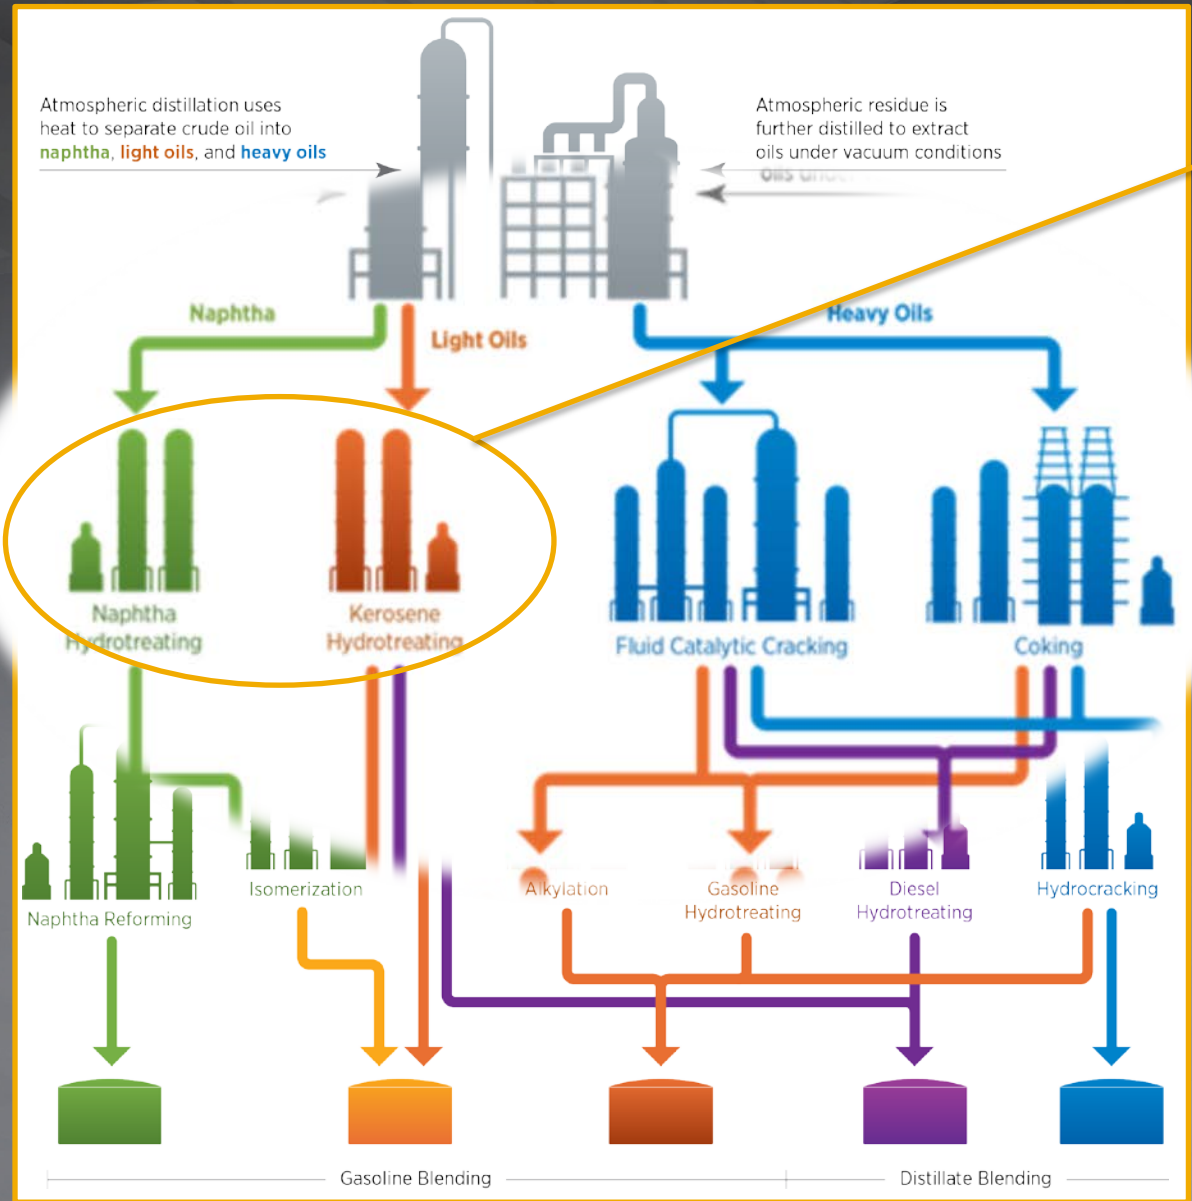 Atmospheric distillation uses
heat to separate crude oil into
naphtha, light oils, and heavy oils
Atmospheric residue is
further distilled to extract
oils under vacuum conditions
oils under
Naphtha
Light Oils
Heavy Oils
Naphtha
Hydrotreating
Kerosene
Hydrotreating
Fluid Catalytic Cracking
Coking
Naphtha Reforming
Isomerization
Alkylation
Gasoline
Hydrotreating
Diesel
Hydrotreating
Hydrocracking
Gasoline Blending
Distillate Blending